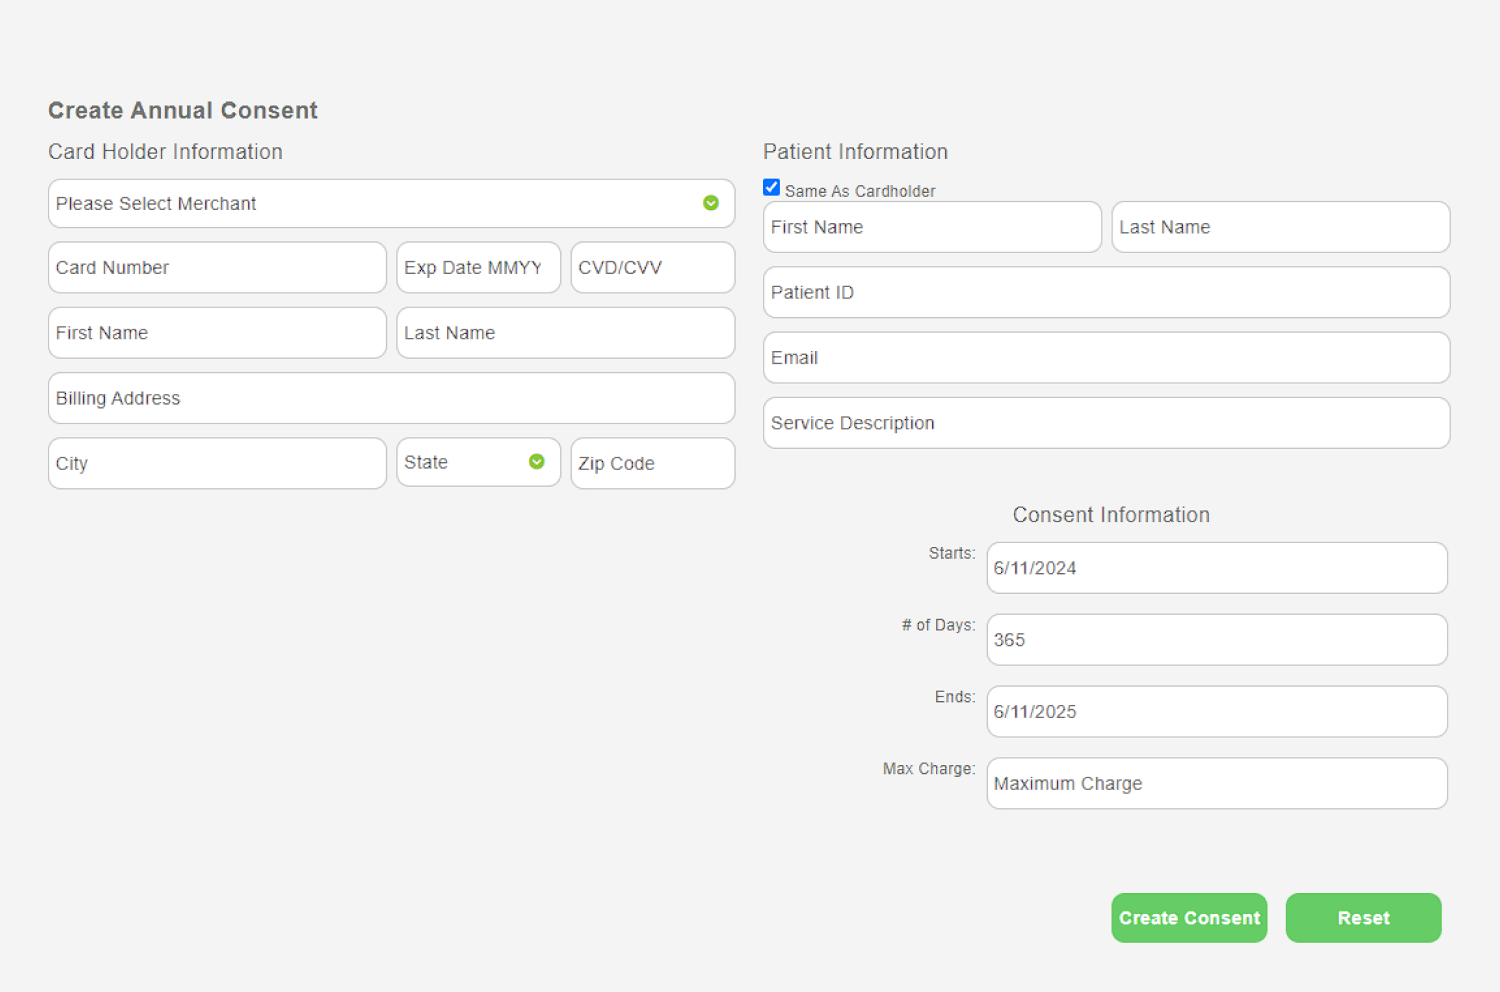 Create Annual Consent
Card Holder Information
Please Select Merchant
Card Number
Exp Date MMYY
CVD/CVV
First Name
Last Name
Billing Address
City
State
Zip Code
Patient Information
Same As Cardholder
First Name
Last Name
Patient ID
Email
Service Description
Consent Information
Starts:
6/11/2024
# of Days:
365
Ends:
6/11/2025
Max Charge:
Maximum Charge
Create Consent
Reset